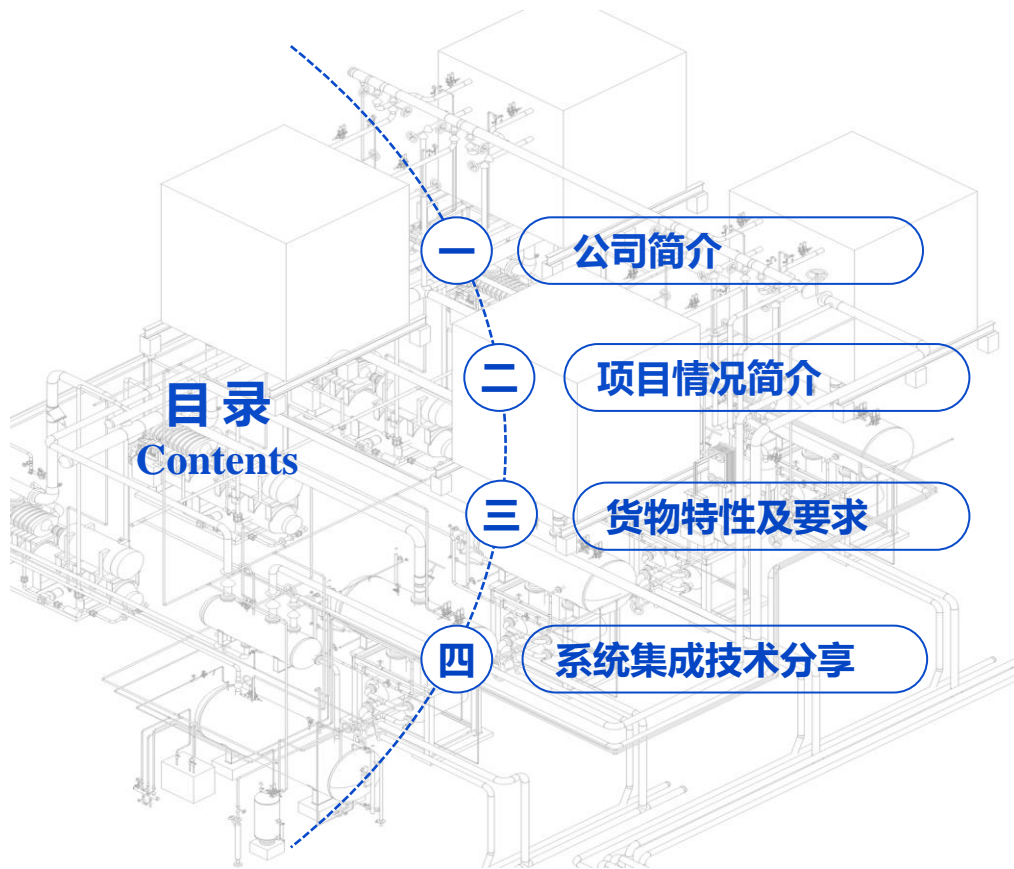 目录
Contents
一 公司简介
二 项目情况简介
三 货物特性及要求
四 系统集成技术分享